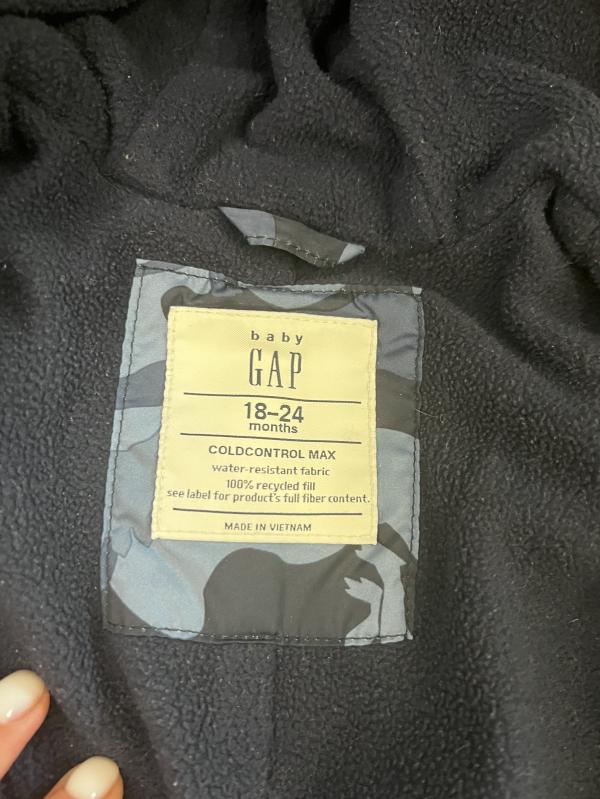 baby
GAP
18–24
months
COLDCONTROL MAX
water-resistant fabric
100% recycled fill
see label for product's full fiber content.
MADE IN VIETNAM